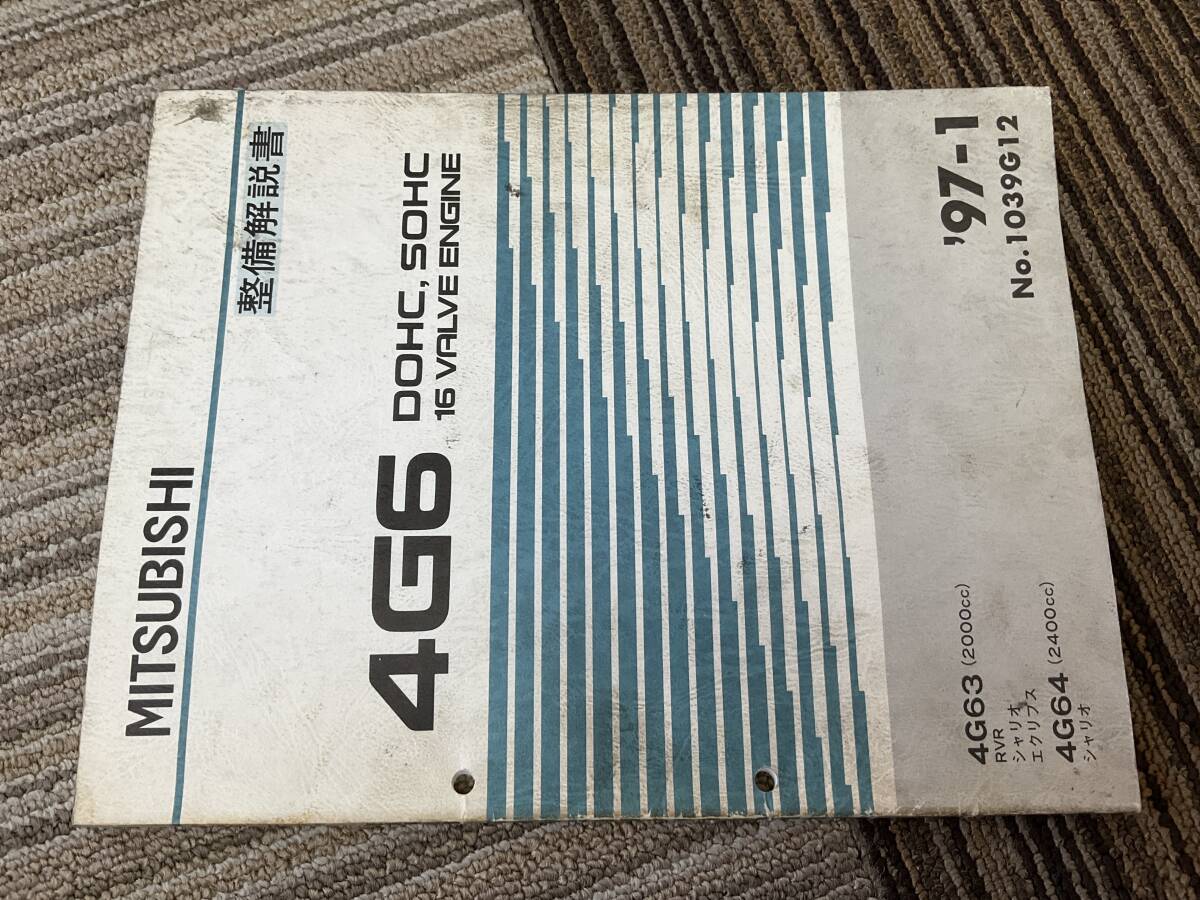 MITSUBISHI
整備解説書
4G6 DOHC, SOHC
16 VALVE ENGINE
'97-1
No.1039G12
4G63 (2000cc)
RVR
シャリオ
エクリプス
4G64 (2400cc)
シャリオ